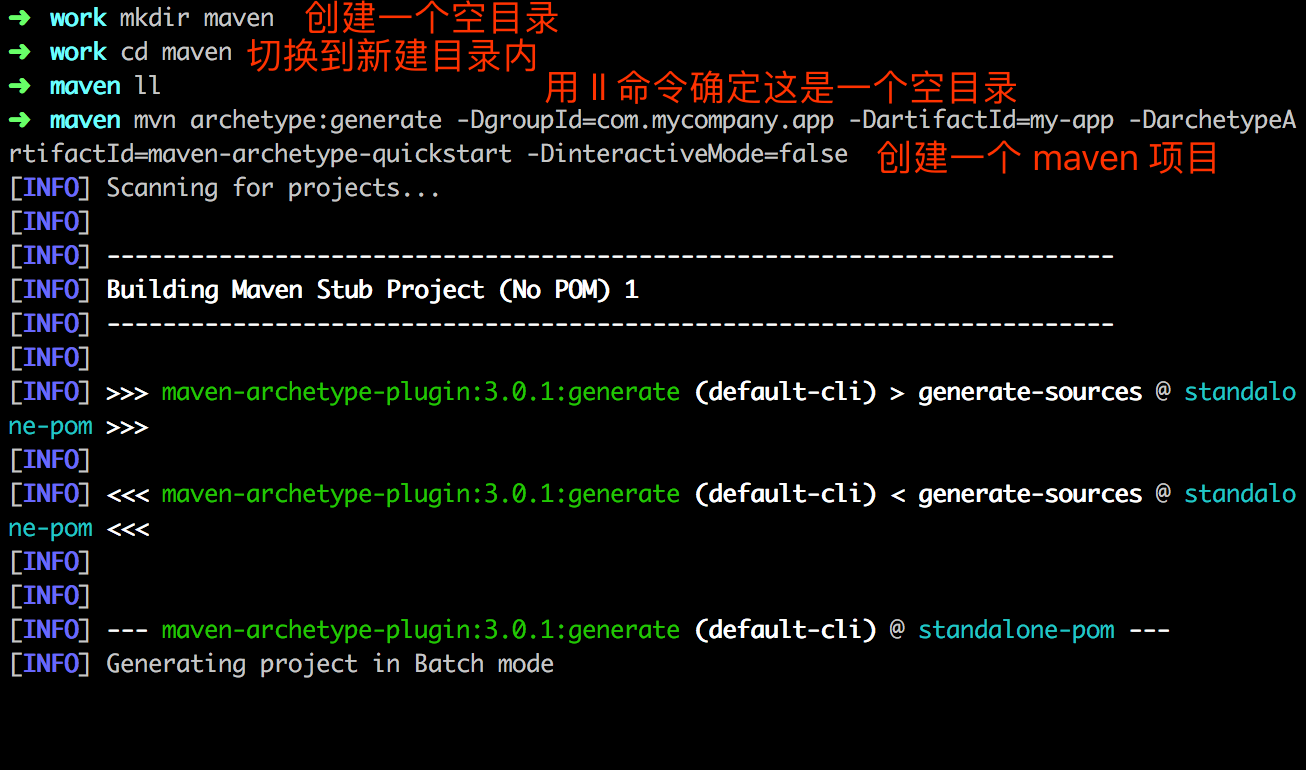 ➜ work mkdir maven 创建一个空目录
➜ work cd maven 切换到新建目录内
➜ maven ll 用 ll 命令确定这是一个空目录
➜ maven mvn archetype:generate -DgroupId=com.mycompany.app -DartifactId=my-app -DarchetypeA
rtifactId=maven-archetype-quickstart -DinteractiveMode=false 创建一个 maven 项目
[INFO] Scanning for projects...
[INFO]
[INFO] ------------------------------------------------------------------------
[INFO] Building Maven Stub Project (No POM) 1
[INFO] ------------------------------------------------------------------------
[INFO]
[INFO] >>> maven-archetype-plugin:3.0.1:generate (default-cli) > generate-sources @ standalo
ne-pom >>>
[INFO]
[INFO] <<< maven-archetype-plugin:3.0.1:generate (default-cli) < generate-sources @ standalo
ne-pom <<<
[INFO]
[INFO]
[INFO] --- maven-archetype-plugin:3.0.1:generate (default-cli) @ standalone-pom ---
[INFO] Generating project in Batch mode